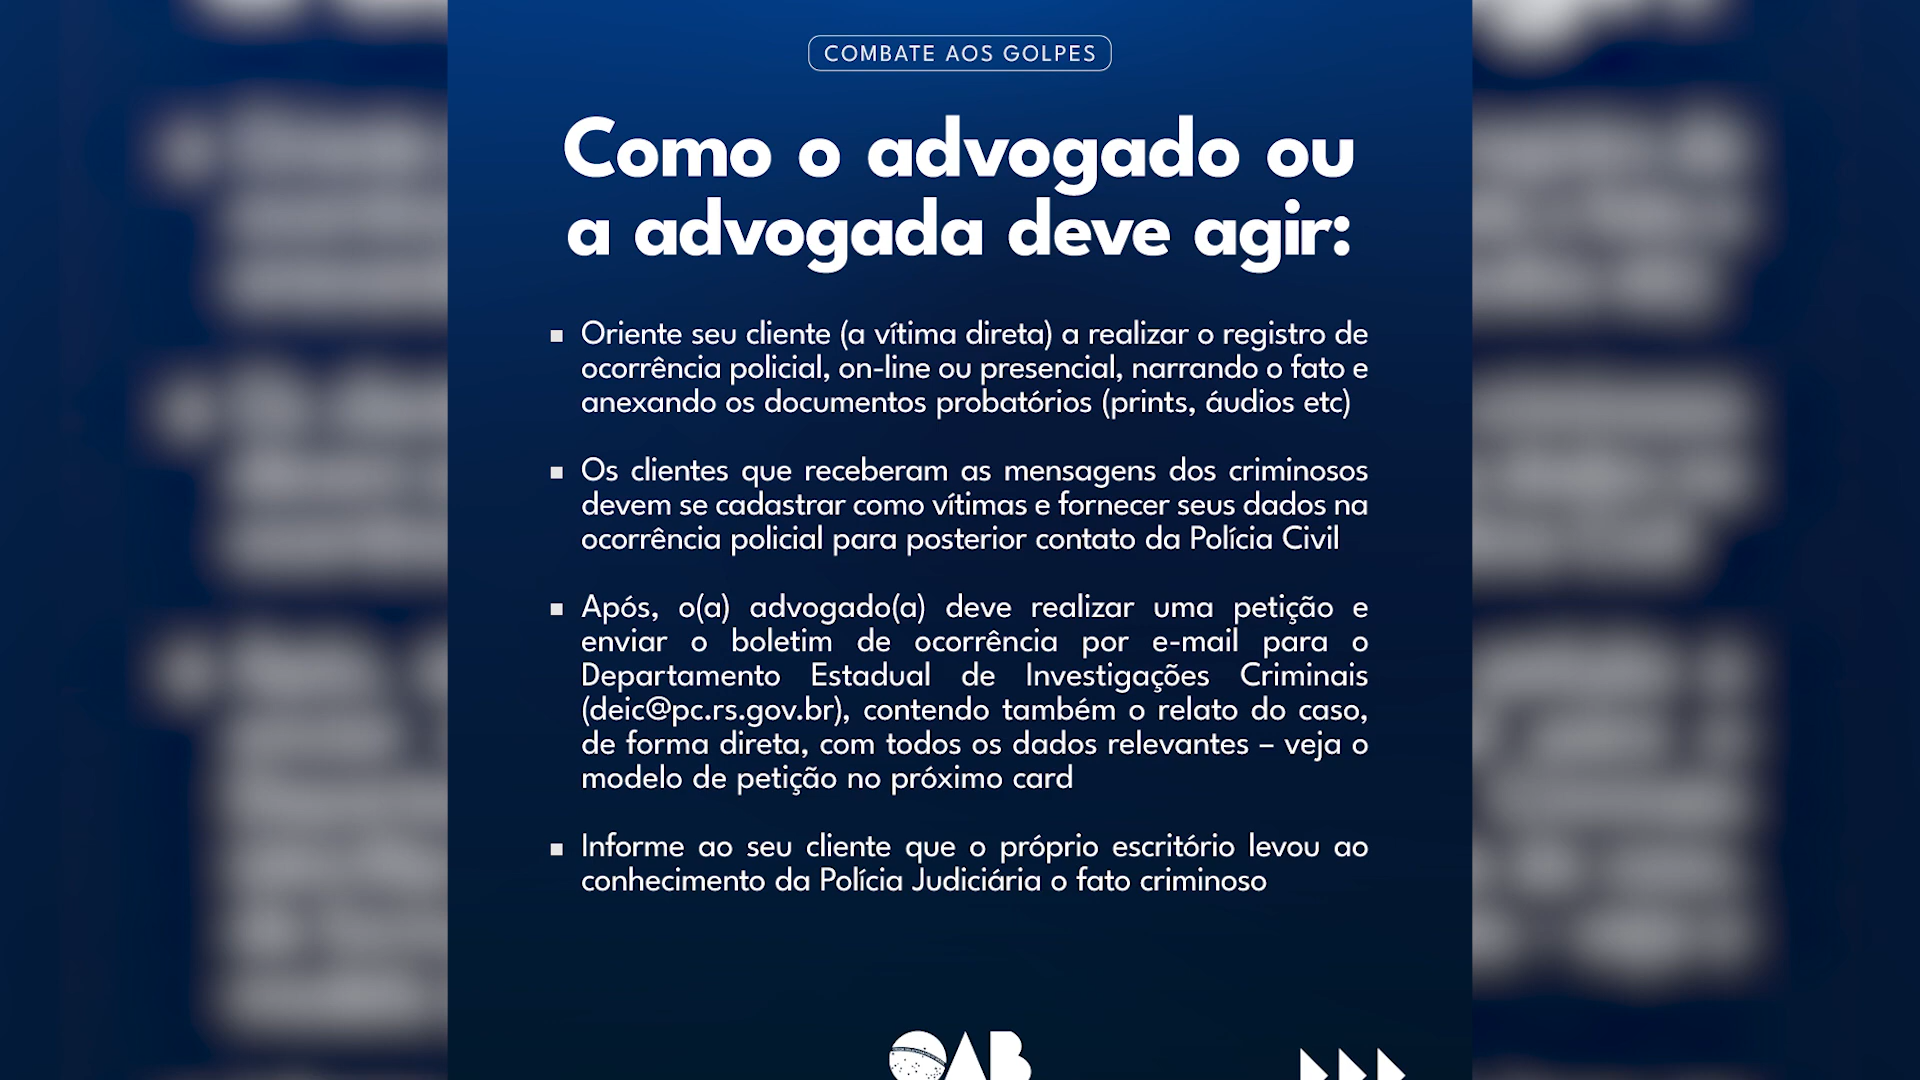 COMBATE AOS GOLPES
Como o advogado ou
a advogada deve agir:
▪ Oriente seu cliente (a vítima direta) a realizar o registro de
ocorrência policial, on-line ou presencial, narrando o fato e
anexando os documentos probatórios (prints, áudios etc)
▪ Os clientes que receberam as mensagens dos criminosos
devem se cadastrar como vítimas e fornecer seus dados na
ocorrência policial para posterior contato da Polícia Civil
▪ Após, o(a) advogado(a) deve realizar uma petição e
enviar o boletim de ocorrência por e-mail para o
Departamento Estadual de Investigações Criminais
(deic@pc.rs.gov.br), contendo também o relato do caso,
de forma direta, com todos os dados relevantes – veja o
modelo de petição no próximo card
▪ Informe ao seu cliente que o próprio escritório levou ao
conhecimento da Polícia Judiciária o fato criminoso
OAB